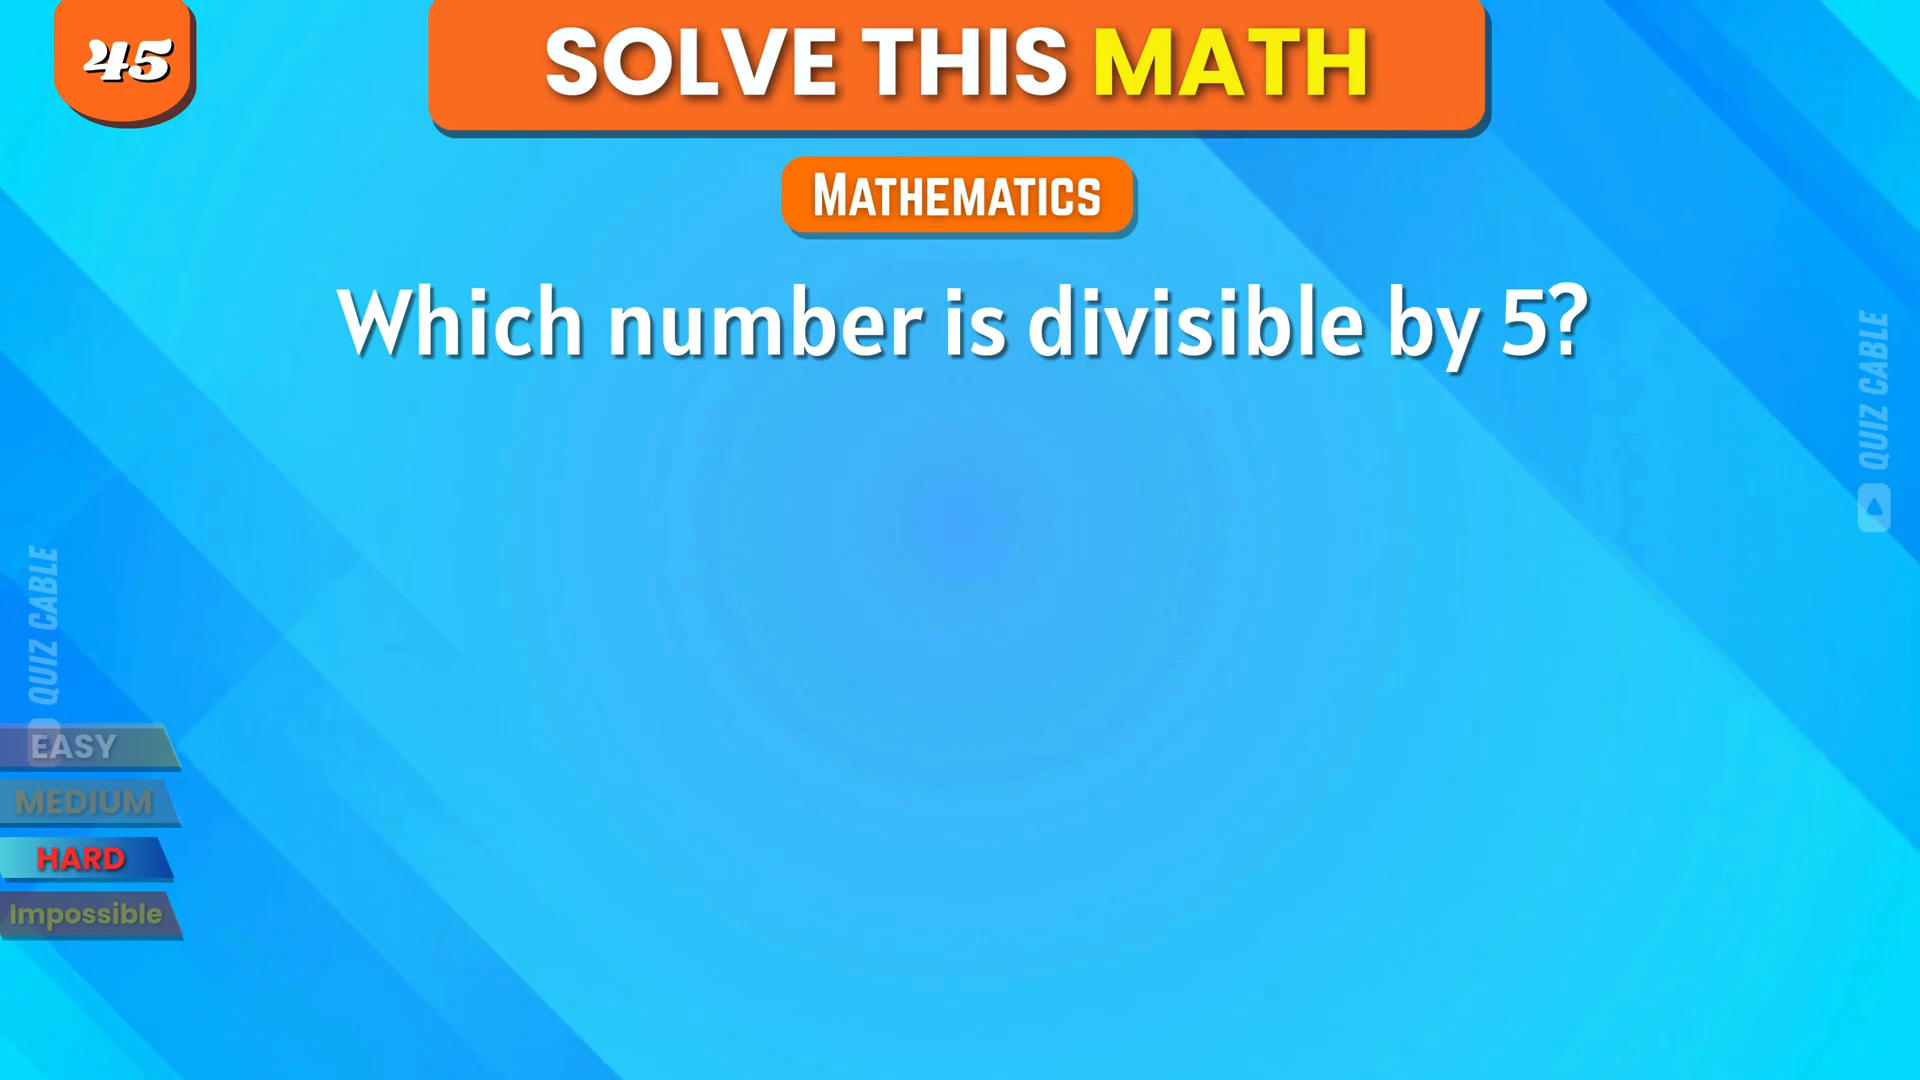 45
SOLVE THIS MATH
MATHEMATICS
Which number is divisible by 5?
QUIZ CABLE
QUIZ CABLE
EASY
MEDIUM
HARD
Impossible